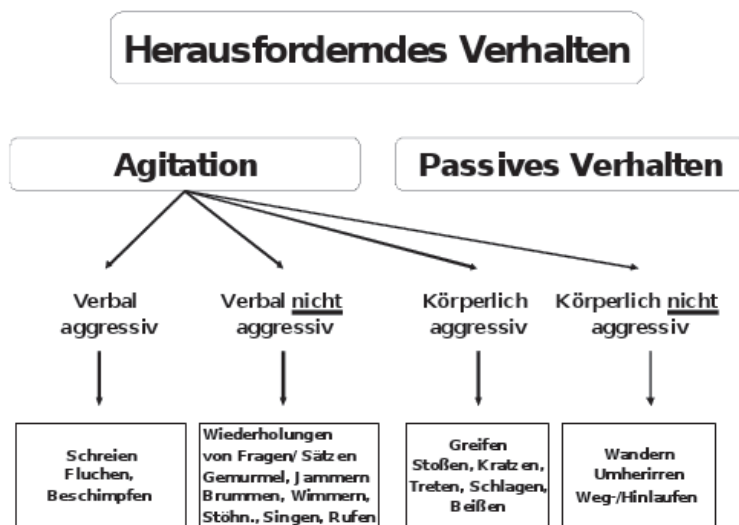 Herausforderndes Verhalten
Agitation
Passives Verhalten
Verbal
aggressiv
Verbal nicht
aggressiv
Körperlich
aggressiv
Körperlich nicht
aggressiv
Schreien
Fluchen,
Beschimpfen
Wiederholungen
von Fragen/ Sätzen
Gemurmel, Jammern
Brummen, Wimmern,
Stöhn., Singen, Rufen
Greifen
Stoßen, Kratzen,
Treten, Schlagen,
Beißen
Wandern
Umherirren
Weg-/Hinlaufen